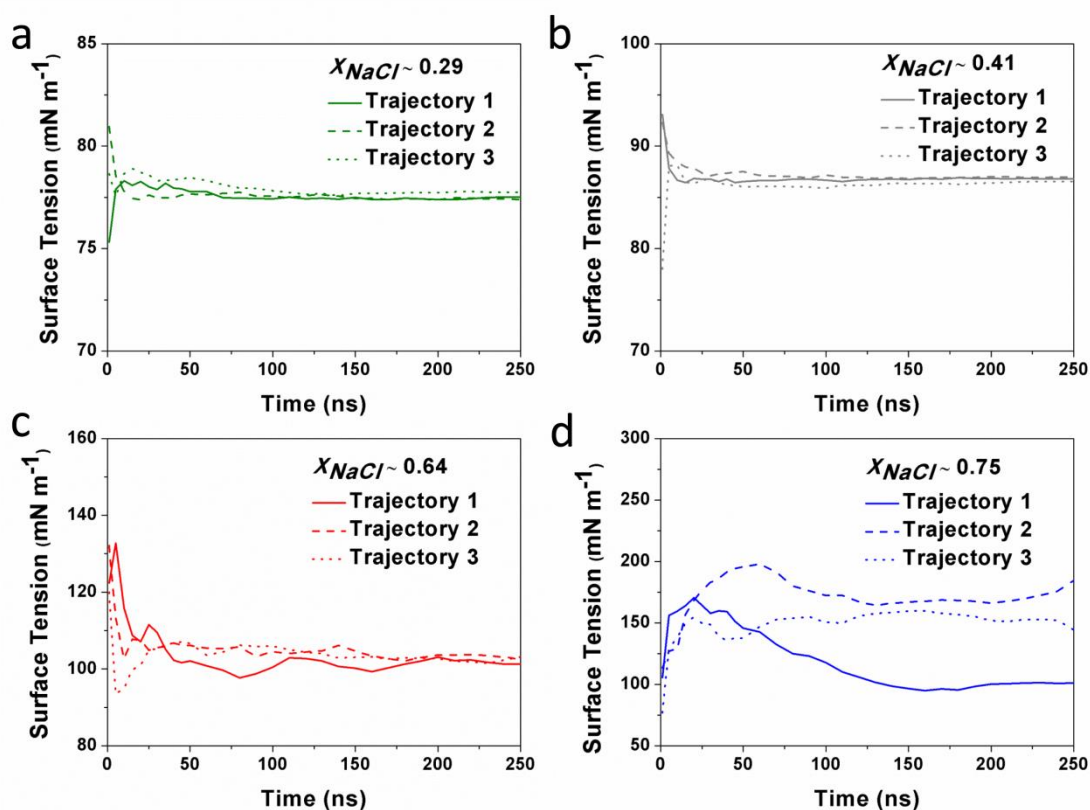 a
85
80
75
70
Surface Tension (mN m⁻¹)
X_NaCl ~ 0.29
Trajectory 1
Trajectory 2
Trajectory 3
0 50 100 150 200 250
Time (ns)
b
100
90
80
70
Surface Tension (mN m⁻¹)
X_NaCl ~ 0.41
Trajectory 1
Trajectory 2
Trajectory 3
0 50 100 150 200 250
Time (ns)
c
160
140
120
100
80
Surface Tension (mN m⁻¹)
X_NaCl ~ 0.64
Trajectory 1
Trajectory 2
Trajectory 3
0 50 100 150 200 250
Time (ns)
d
300
250
200
150
100
50
Surface Tension (mN m⁻¹)
X_NaCl ~ 0.75
Trajectory 1
Trajectory 2
Trajectory 3
0 50 100 150 200 250
Time (ns)